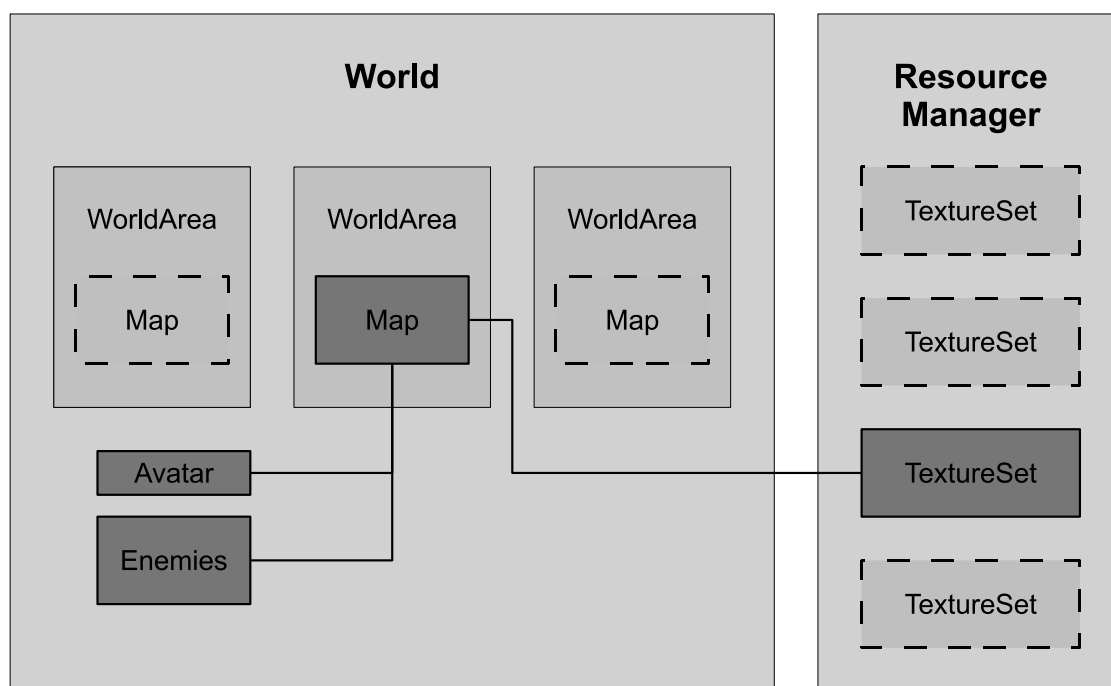 World
WorldArea
Map
WorldArea
Map
WorldArea
Map
Avatar
Enemies
Resource
Manager
TextureSet
TextureSet
TextureSet
TextureSet